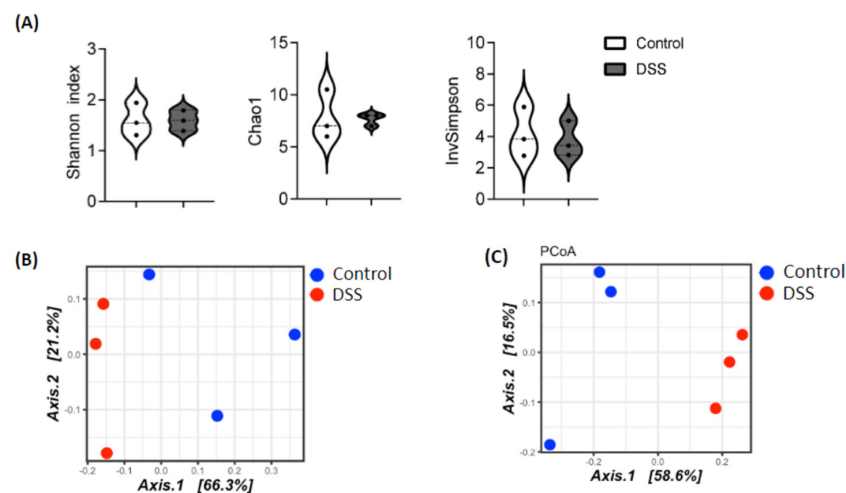 (A)
Shannon index
3
2
1
0
Chao1
15
10
5
0
InvSimpson
10
8
6
4
2
0
Control
DSS
(B)
Axis.2 [21.2%]
0.1
0.0
-0.1
-0.2 -0.1 0.0 0.1 0.2 0.3
Axis.1 [66.3%]
Control
DSS
(C)
PCoA
Axis.2 [16.5%]
0.1
0.0
-0.1
-0.2
-0.2 0.0 0.2
Axis.1 [58.6%]
Control
DSS